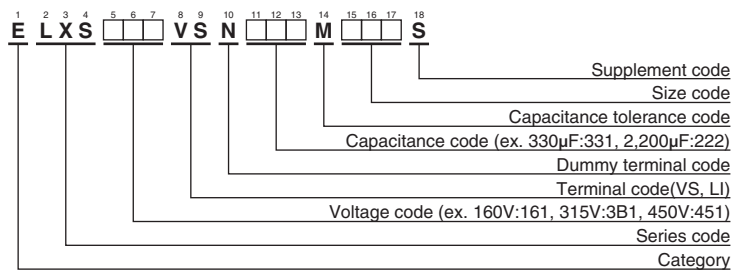 1 2 3 4 5 6 7 8 9 10 11 12 13 14 15 16 17 18
E LXS VS N M S
Supplement code
Size code
Capacitance tolerance code
Capacitance code (ex. 330µF:331, 2,200µF:222)
Dummy terminal code
Terminal code(VS, LI)
Voltage code (ex. 160V:161, 315V:3B1, 450V:451)
Series code
Category